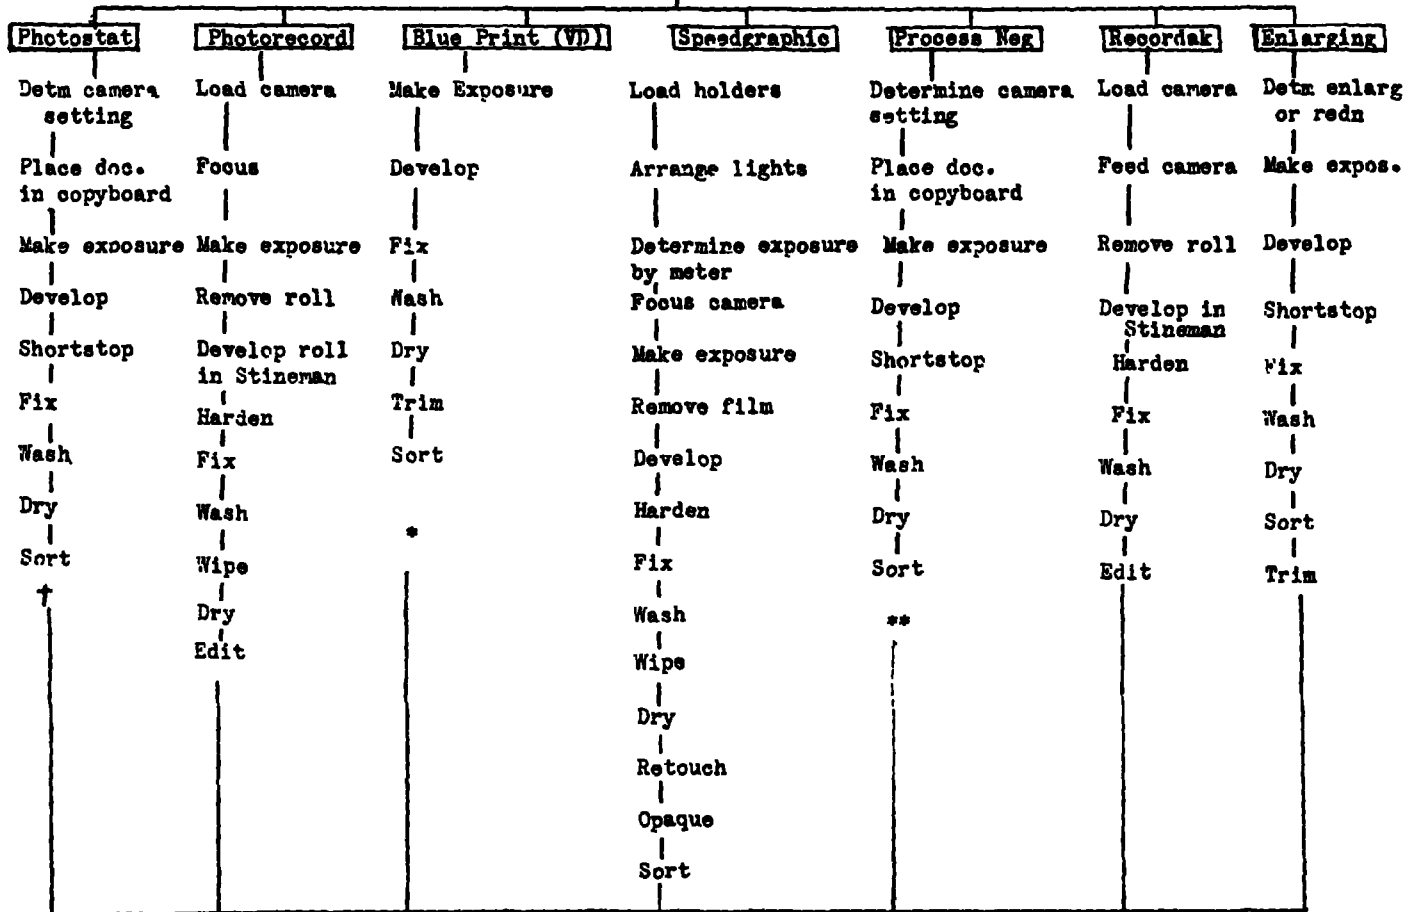 Photostat
Detm camera
setting
Place doc.
in copyboard
Make exposure
Develop
Shortstop
Fix
Wash
Dry
Sort
†
Photorecord
Load camera
Focus
Make exposure
Remove roll
Develop roll
in Stineman
Harden
Fix
Wash
Wipe
Dry
Edit
Blue Print (VD)
Make Exposure
Develop
Fix
Wash
Dry
Trim
Sort
*
Speedgraphic
Load holders
Arrange lights
Determine exposure
by meter
Focus camera
Make exposure
Remove film
Develop
Harden
Fix
Wash
Wipe
Dry
Retouch
Opaque
Sort
Process Neg
Determine camera
setting
Place doc.
in copyboard
Make exposure
Develop
Shortstop
Fix
Wash
Dry
Sort
**
Recordak
Load camera
Feed camera
Remove roll
Develop in
Stineman
Harden
Fix
Wash
Dry
Edit
Enlarging
Detm enlarg
or redn
Make expos.
Develop
Shortstop
Fix
Wash
Dry
Sort
Trim